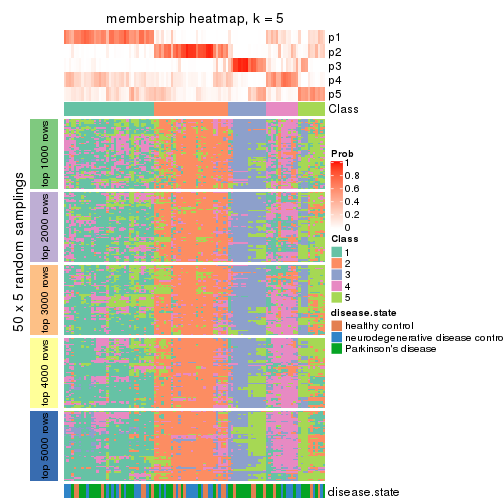 membership heatmap, k = 5
p1
p2
p3
p4
p5
Class
50 x 5 random samplings
top 1000 rows
top 2000 rows
top 3000 rows
top 4000 rows
top 5000 rows
disease.state
Prob
1
0.8
0.6
0.4
0.2
0
Class
1
2
3
4
5
disease.state
healthy control
neurodegenerative disease contro
Parkinson's disease